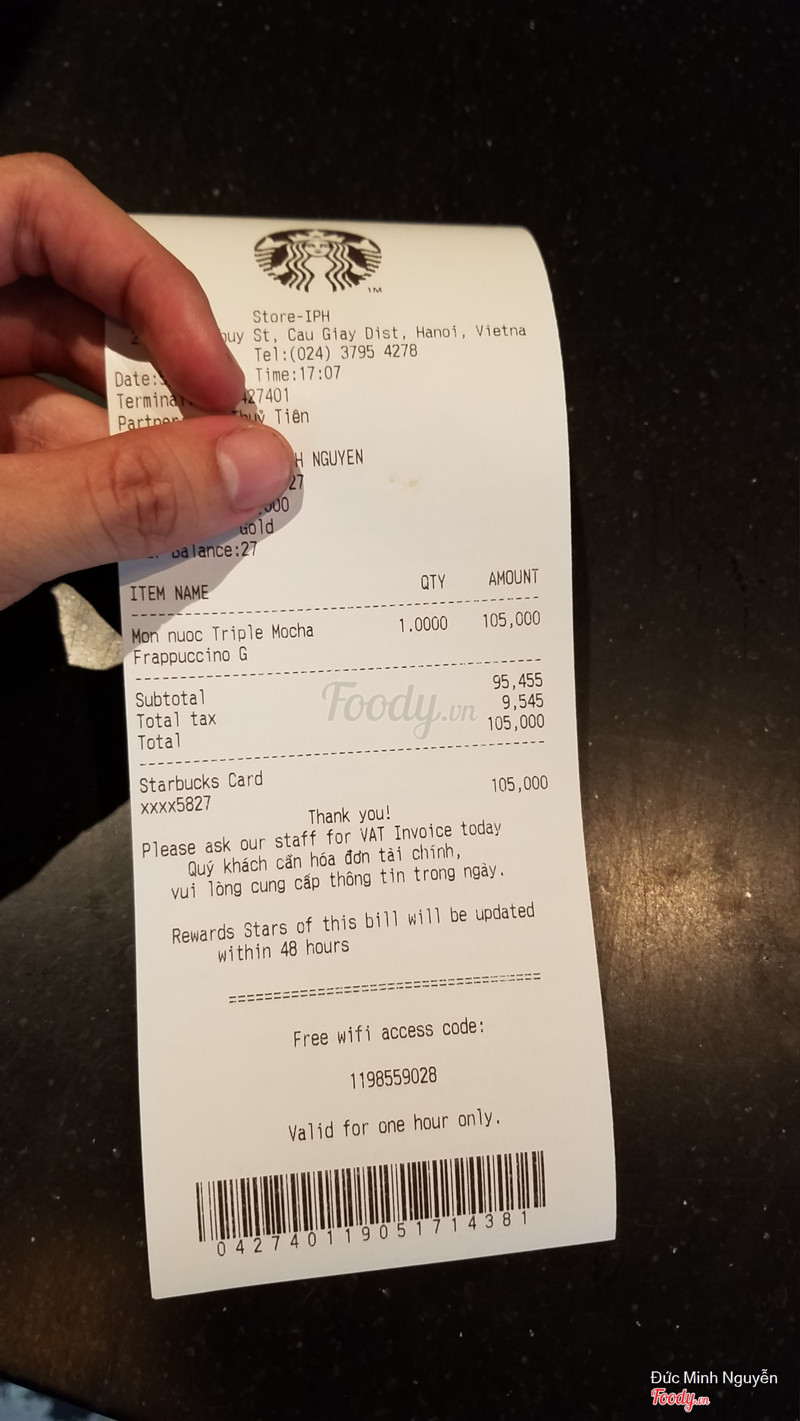 TM
Store-IPH
St, Cau Giay Dist, Hanoi, Vietna
Tel:(024) 3795 4278
Date: Time:17:07
427401
Thuỷ Tiên
NGUYEN
27
Gold
Balance:27
ITEM NAME QTY AMOUNT
Mon nuoc Triple Mocha 1.0000 105,000
Frappuccino G
Subtotal 95,455
Total tax 9,545
Total 105,000
Foody.vn
Starbucks Card 105,000
xxxx5827
Thank you!
Please ask our staff for VAT Invoice today
Quý khách cần hóa đơn tài chính,
vui lòng cung cấp thông tin trong ngày.
Rewards Stars of this bill will be updated
within 48 hours
Free wifi access code:
1198559028
Valid for one hour only.
042740119051714381
Đức Minh Nguyễn
Foody.vn